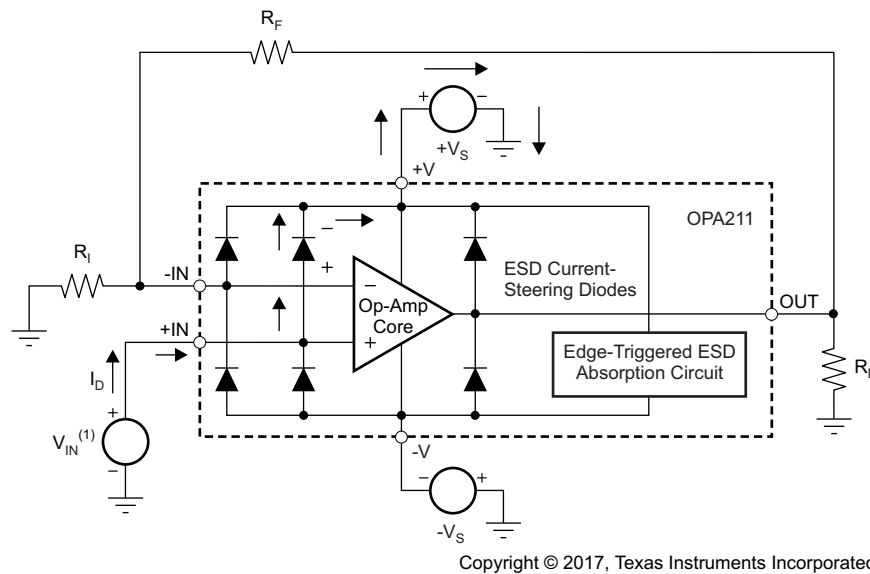 RF
+ −
+VS
+V
OPA211
RI
-IN
−
+
−
Op-Amp
Core
+
ESD Current-
Steering Diodes
OUT
+IN
Edge-Triggered ESD
Absorption Circuit
ID
RL
+
VIN(1)
−
-V
− +
-VS
Copyright © 2017, Texas Instruments Incorporated